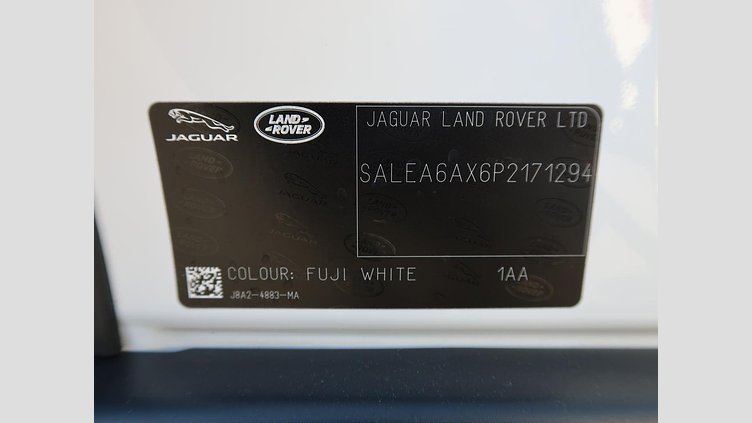 JAGUAR
LAND ROVER
JAGUAR LAND ROVER LTD
SALEA6AX6P2171294
COLOUR: FUJI WHITE 1AA
J8A2-4883-MA